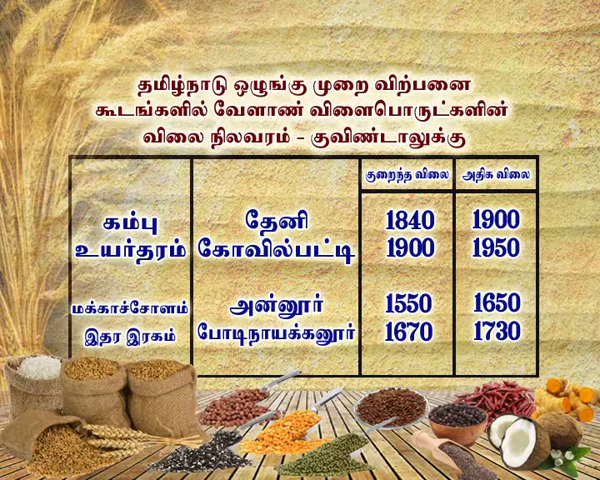 தமிழ்நாடு ஒழுங்கு முறை விற்பனை
கூடங்களில் வேளாண் விளைபொருட்களின்
விலை நிலவரம் - குவிண்டாலுக்கு
குறைந்த விலை அதிக விலை
கம்பு தேனி 1840 1900
உயர்தரம் கோவில்பட்டி 1900 1950
மக்காச்சோளம் அன்னூர் 1550 1650
இதர இரகம் போடிநாயக்கனூர் 1670 1730